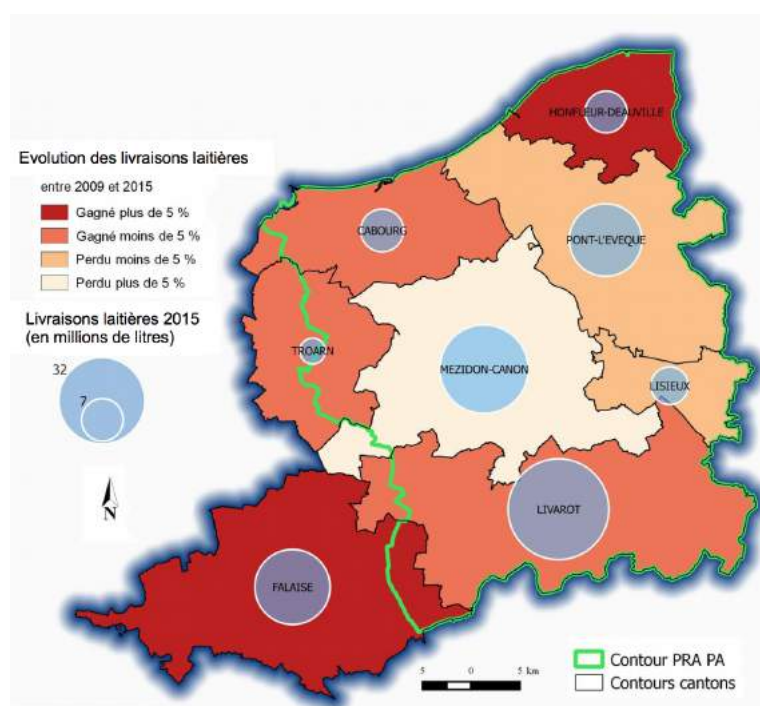 HONFLEUR-DEAUVILLE
Evolution des livraisons laitières
entre 2009 et 2015
Gagné plus de 5 %
Gagné moins de 5 %
Perdu moins de 5 %
Perdu plus de 5 %
CABOURG
PONT-L'EVEQUE
Livraisons laitières 2015
(en millions de litres)
32
7
TROARN
MEZIDON-CANON
LISIEUX
N
LIVAROT
FALAISE
5 0 5 km
Contour PRA PA
Contours cantons